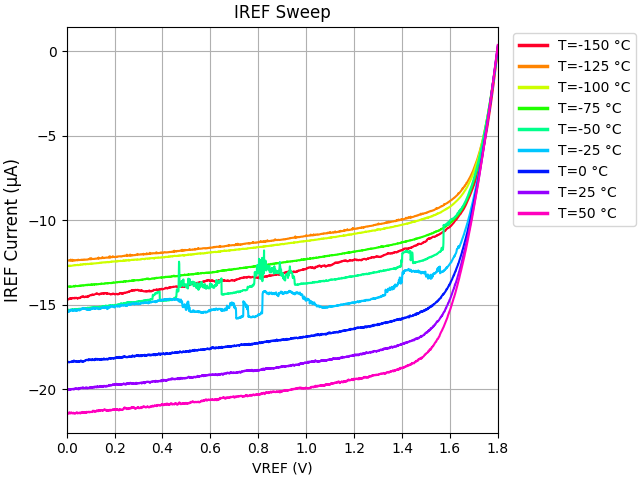 IREF Sweep
IREF Current (μA)
0
−5
−10
−15
−20
0.0 0.2 0.4 0.6 0.8 1.0 1.2 1.4 1.6 1.8
VREF (V)
T=-150 °C
T=-125 °C
T=-100 °C
T=-75 °C
T=-50 °C
T=-25 °C
T=0 °C
T=25 °C
T=50 °C